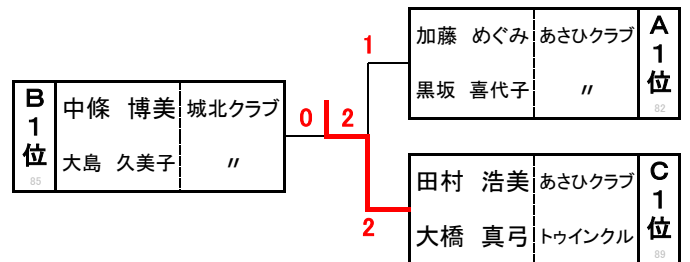 B
1
位
85
中條 博美 城北クラブ
大島 久美子 〃
0 2
1
2
加藤 めぐみ あさひクラブ
黒坂 喜代子 〃
A
1
位
82
田村 浩美 あさひクラブ
大橋 真弓 トゥインクル
C
1
位
89